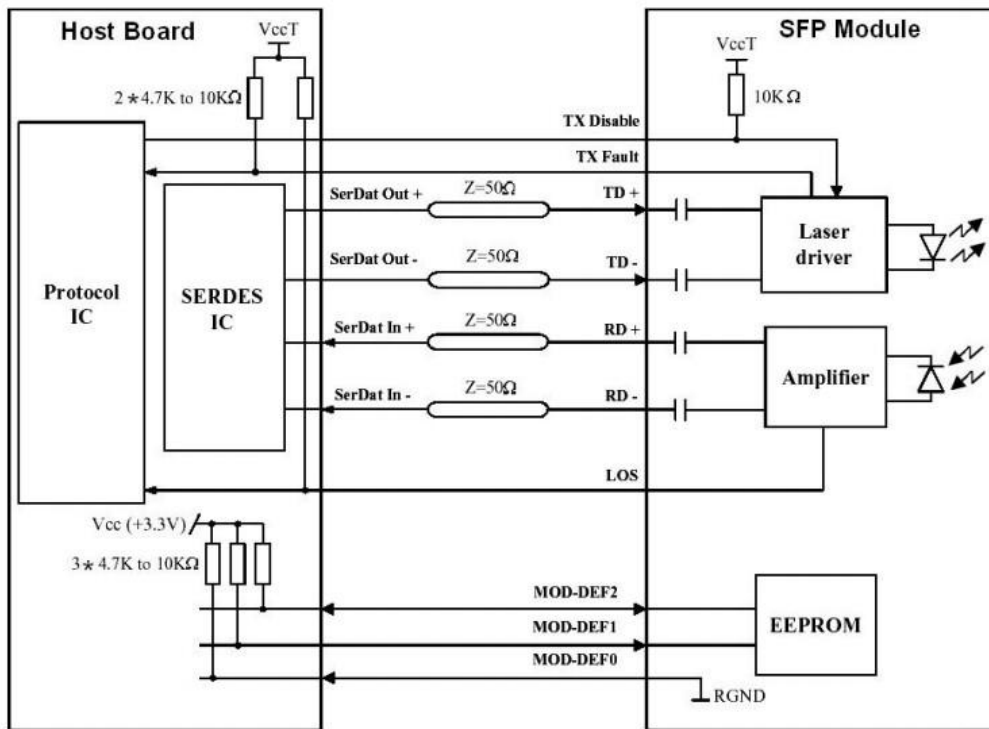 Host Board
SFP Module
VccT
VccT
2∗4.7K to 10KΩ
10KΩ
TX Disable
TX Fault
SerDat Out +
Z=50Ω
TD +
Laser
driver
SerDat Out -
Z=50Ω
TD -
Protocol
IC
SERDES
IC
SerDat In +
Z=50Ω
RD +
Amplifier
SerDat In -
Z=50Ω
RD -
LOS
Vcc (+3.3V)
3∗4.7K to 10KΩ
MOD-DEF2
EEPROM
MOD-DEF1
MOD-DEF0
RGND